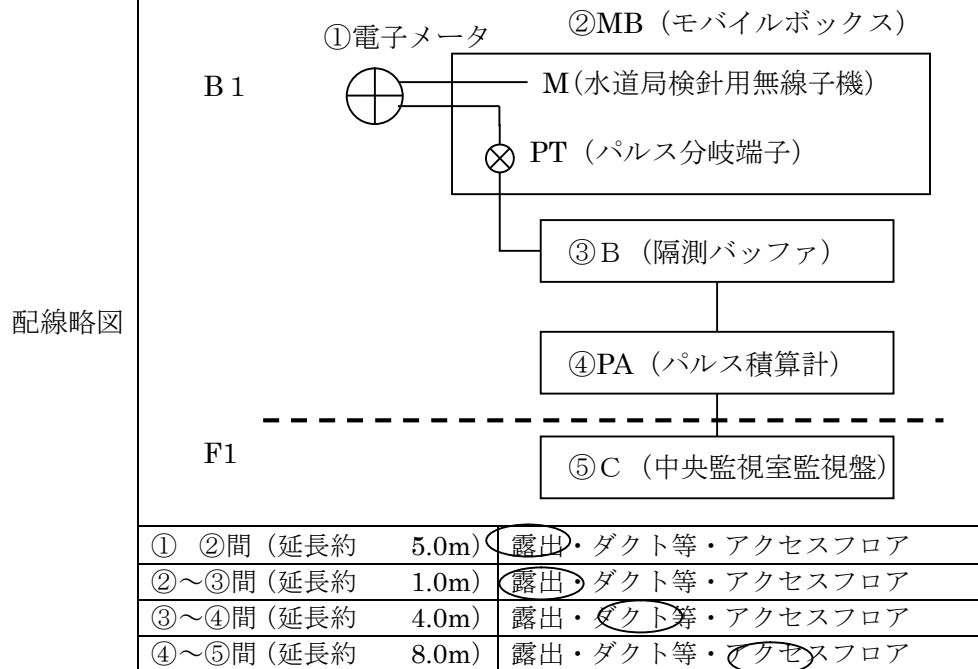 ②MB（モバイルボックス）
①電子メータ
B1
M(水道局検針用無線子機)
PT（パルス分岐端子）
③B（隔測バッファ）
配線略図
④PA（パルス積算計）
F1
⑤C（中央監視室監視盤)
① ②間（延長約 5.0m） 露出・ダクト等・アクセスフロア
②～③間（延長約 1.0m） 露出・ダクト等・アクセスフロア
③～④間（延長約 4.0m） 露出・ダクト等・アクセスフロア
④～⑤間（延長約 8.0m） 露出・ダクト等・アクセスフロア